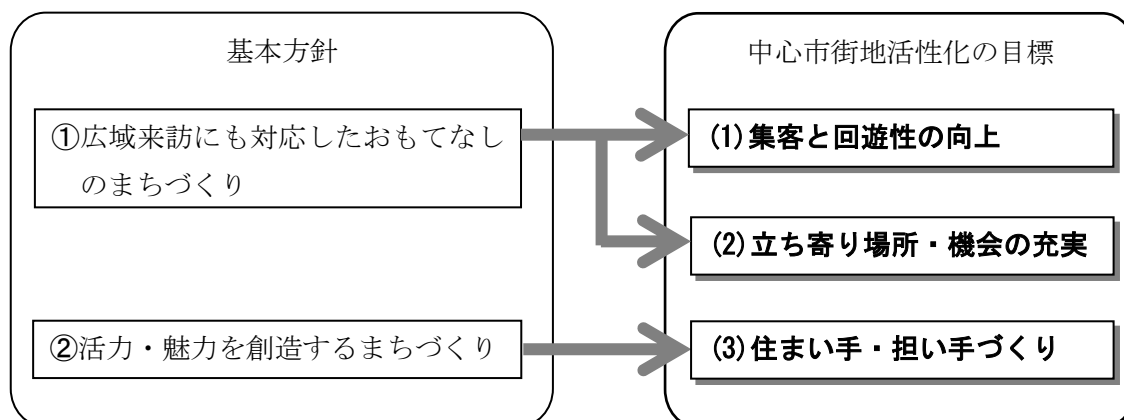 基本方針
①広域来訪にも対応したおもてなし
のまちづくり
②活力・魅力を創造するまちづくり
中心市街地活性化の目標
(1)集客と回遊性の向上
(2)立ち寄り場所・機会の充実
(3)住まい手・担い手づくり